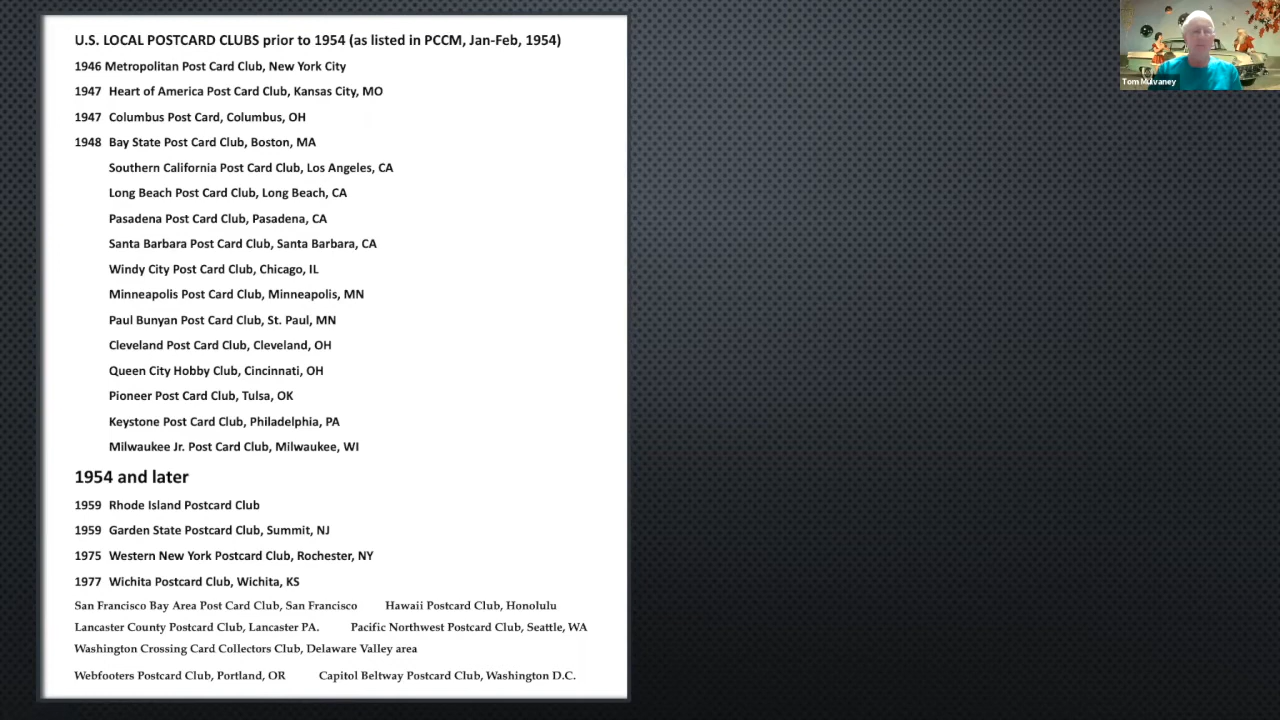 U.S. LOCAL POSTCARD CLUBS prior to 1954 (as listed in PCCM, Jan-Feb, 1954)
1946 Metropolitan Post Card Club, New York City
1947 Heart of America Post Card Club, Kansas City, MO
1947 Columbus Post Card, Columbus, OH
1948 Bay State Post Card Club, Boston, MA
Southern California Post Card Club, Los Angeles, CA
Long Beach Post Card Club, Long Beach, CA
Pasadena Post Card Club, Pasadena, CA
Santa Barbara Post Card Club, Santa Barbara, CA
Windy City Post Card Club, Chicago, IL
Minneapolis Post Card Club, Minneapolis, MN
Paul Bunyan Post Card Club, St. Paul, MN
Cleveland Post Card Club, Cleveland, OH
Queen City Hobby Club, Cincinnati, OH
Pioneer Post Card Club, Tulsa, OK
Keystone Post Card Club, Philadelphia, PA
Milwaukee Jr. Post Card Club, Milwaukee, WI
1954 and later
1959 Rhode Island Postcard Club
1959 Garden State Postcard Club, Summit, NJ
1975 Western New York Postcard Club, Rochester, NY
1977 Wichita Postcard Club, Wichita, KS
San Francisco Bay Area Post Card Club, San Francisco Hawaii Postcard Club, Honolulu
Lancaster County Postcard Club, Lancaster PA. Pacific Northwest Postcard Club, Seattle, WA
Washington Crossing Card Collectors Club, Delaware Valley area
Webfooters Postcard Club, Portland, OR Capitol Beltway Postcard Club, Washington D.C.
Tom Mulvaney